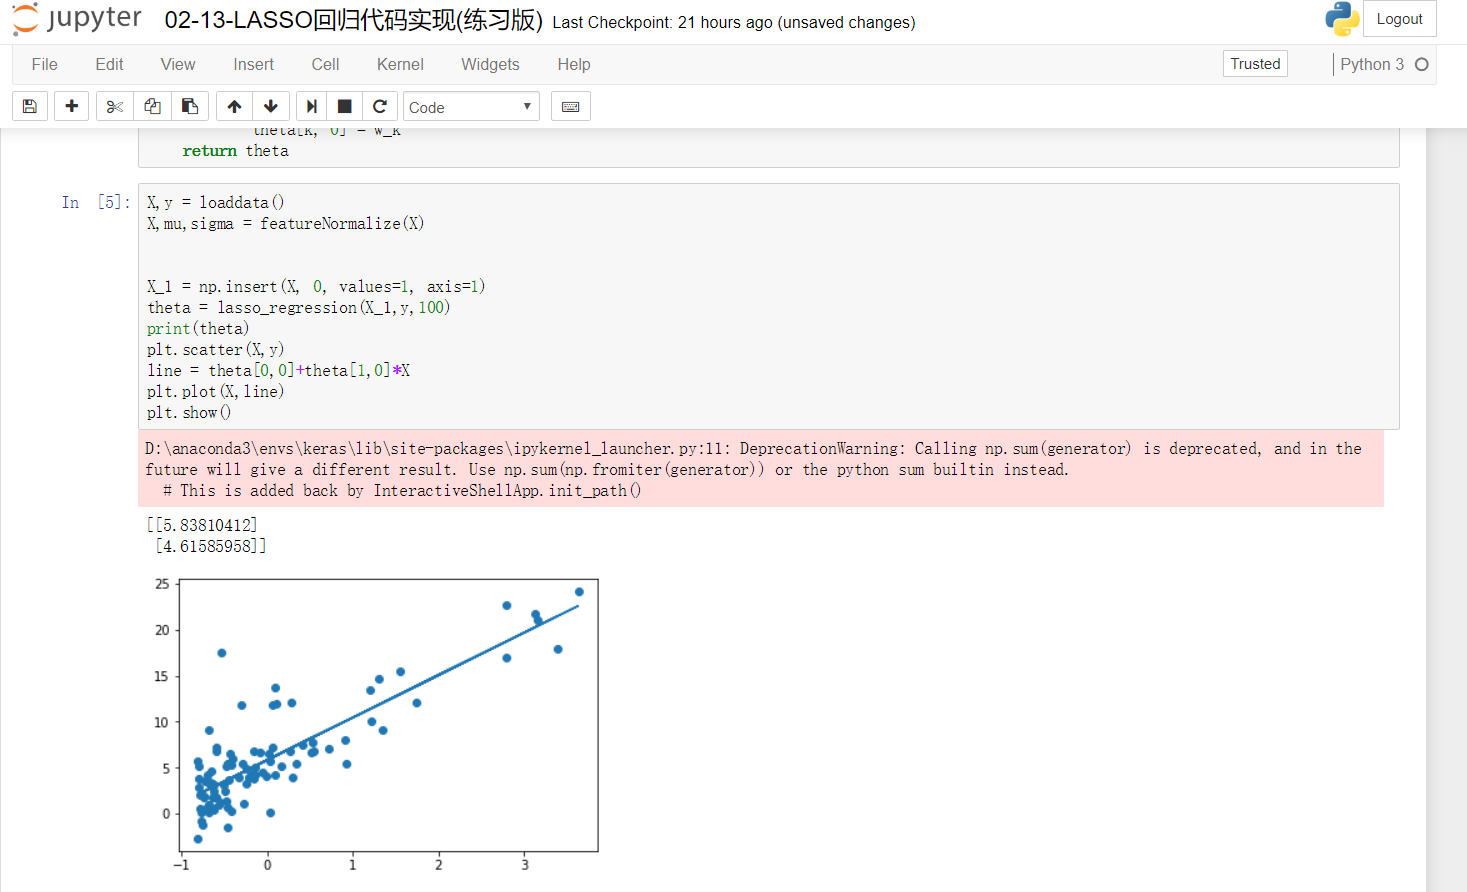 jupyter 02-13-LASSO回归代码实现(练习版) Last Checkpoint: 21 hours ago (unsaved changes)
Logout
File Edit View Insert Cell Kernel Widgets Help
Trusted
Python 3
Code
theta[k, 0] = w_k
return theta
In [5]:
X,y = loaddata()
X,mu,sigma = featureNormalize(X)
X_1 = np.insert(X, 0, values=1, axis=1)
theta = lasso_regression(X_1,y,100)
print(theta)
plt.scatter(X,y)
line = theta[0,0]+theta[1,0]*X
plt.plot(X,line)
plt.show()
D:\anaconda3\envs\keras\lib\site-packages\ipykernel_launcher.py:11: DeprecationWarning: Calling np.sum(generator) is deprecated, and in the
future will give a different result. Use np.sum(np.fromiter(generator)) or the python sum builtin instead.
# This is added back by InteractiveShellApp.init_path()
[[5.83810412]
[4.61585958]]
25
20
15
10
5
0
−1 0 1 2 3